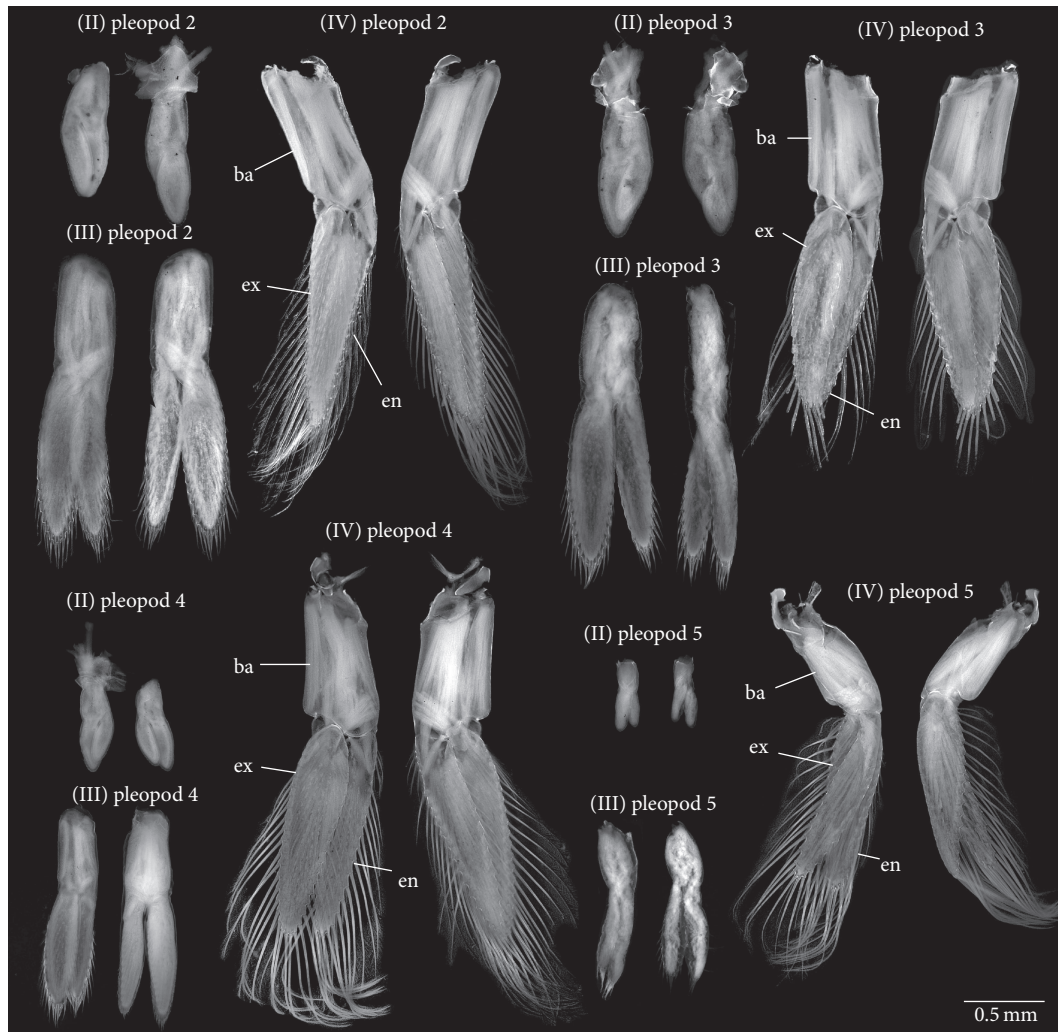 (II) pleopod 2
(IV) pleopod 2
(II) pleopod 3
(IV) pleopod 3
ba
ba
(III) pleopod 2
ex
(III) pleopod 3
ex
en
en
(IV) pleopod 4
(II) pleopod 4
(IV) pleopod 5
(II) pleopod 5
ba
ba
ex
ex
(III) pleopod 4
(III) pleopod 5
en
en
0.5 mm